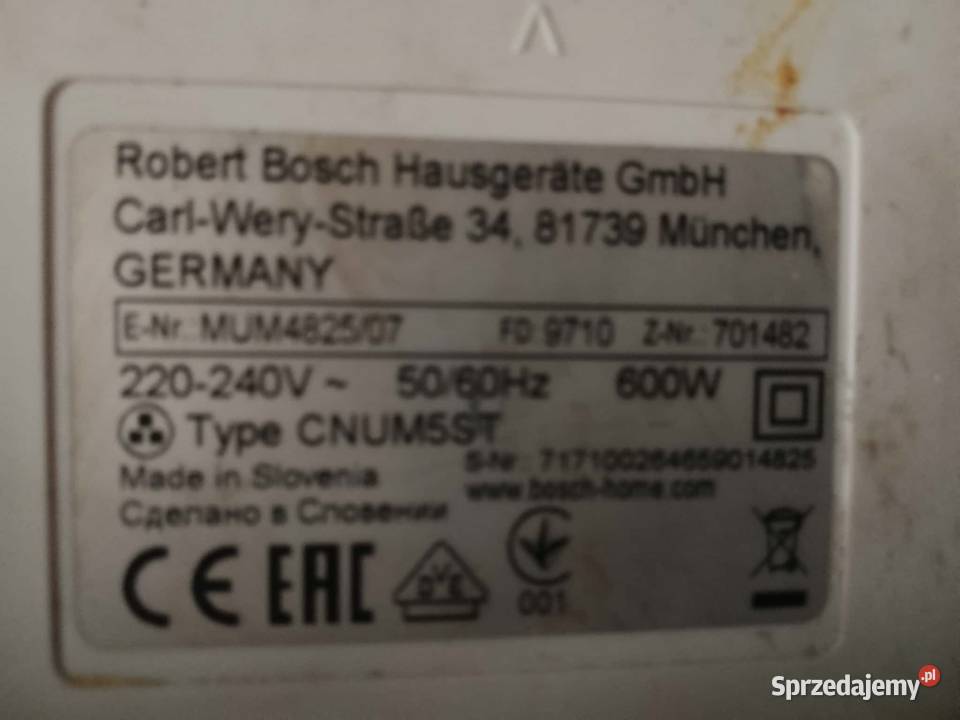 Robert Bosch Hausgeräte GmbH
Carl-Wery-Straße 34, 81739 München,
GERMANY
E-Nr.: MUM4825/07 FD 9710 Z-Nr.: 701482
220-240V ~ 50/60Hz 600W
Type CNUM5ST
S-Nr.: 717100264659014825
Made in Slovenia
www.bosch-home.com
Сделано в Словении
CE EAC DVE
001
Sprzedajemy.pl